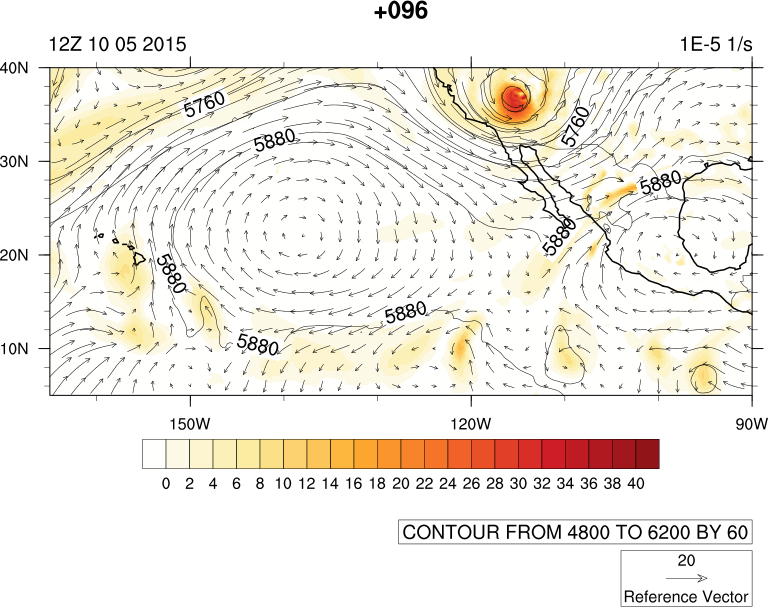 +096
12Z 10 05 2015 1E-5 1/s
40N
5760
5760
5880
30N
5880
5880
20N
5880
5880
5880
10N
150W 120W 90W
0 2 4 6 8 10 12 14 16 18 20 22 24 26 28 30 32 34 36 38 40
CONTOUR FROM 4800 TO 6200 BY 60
20
Reference Vector